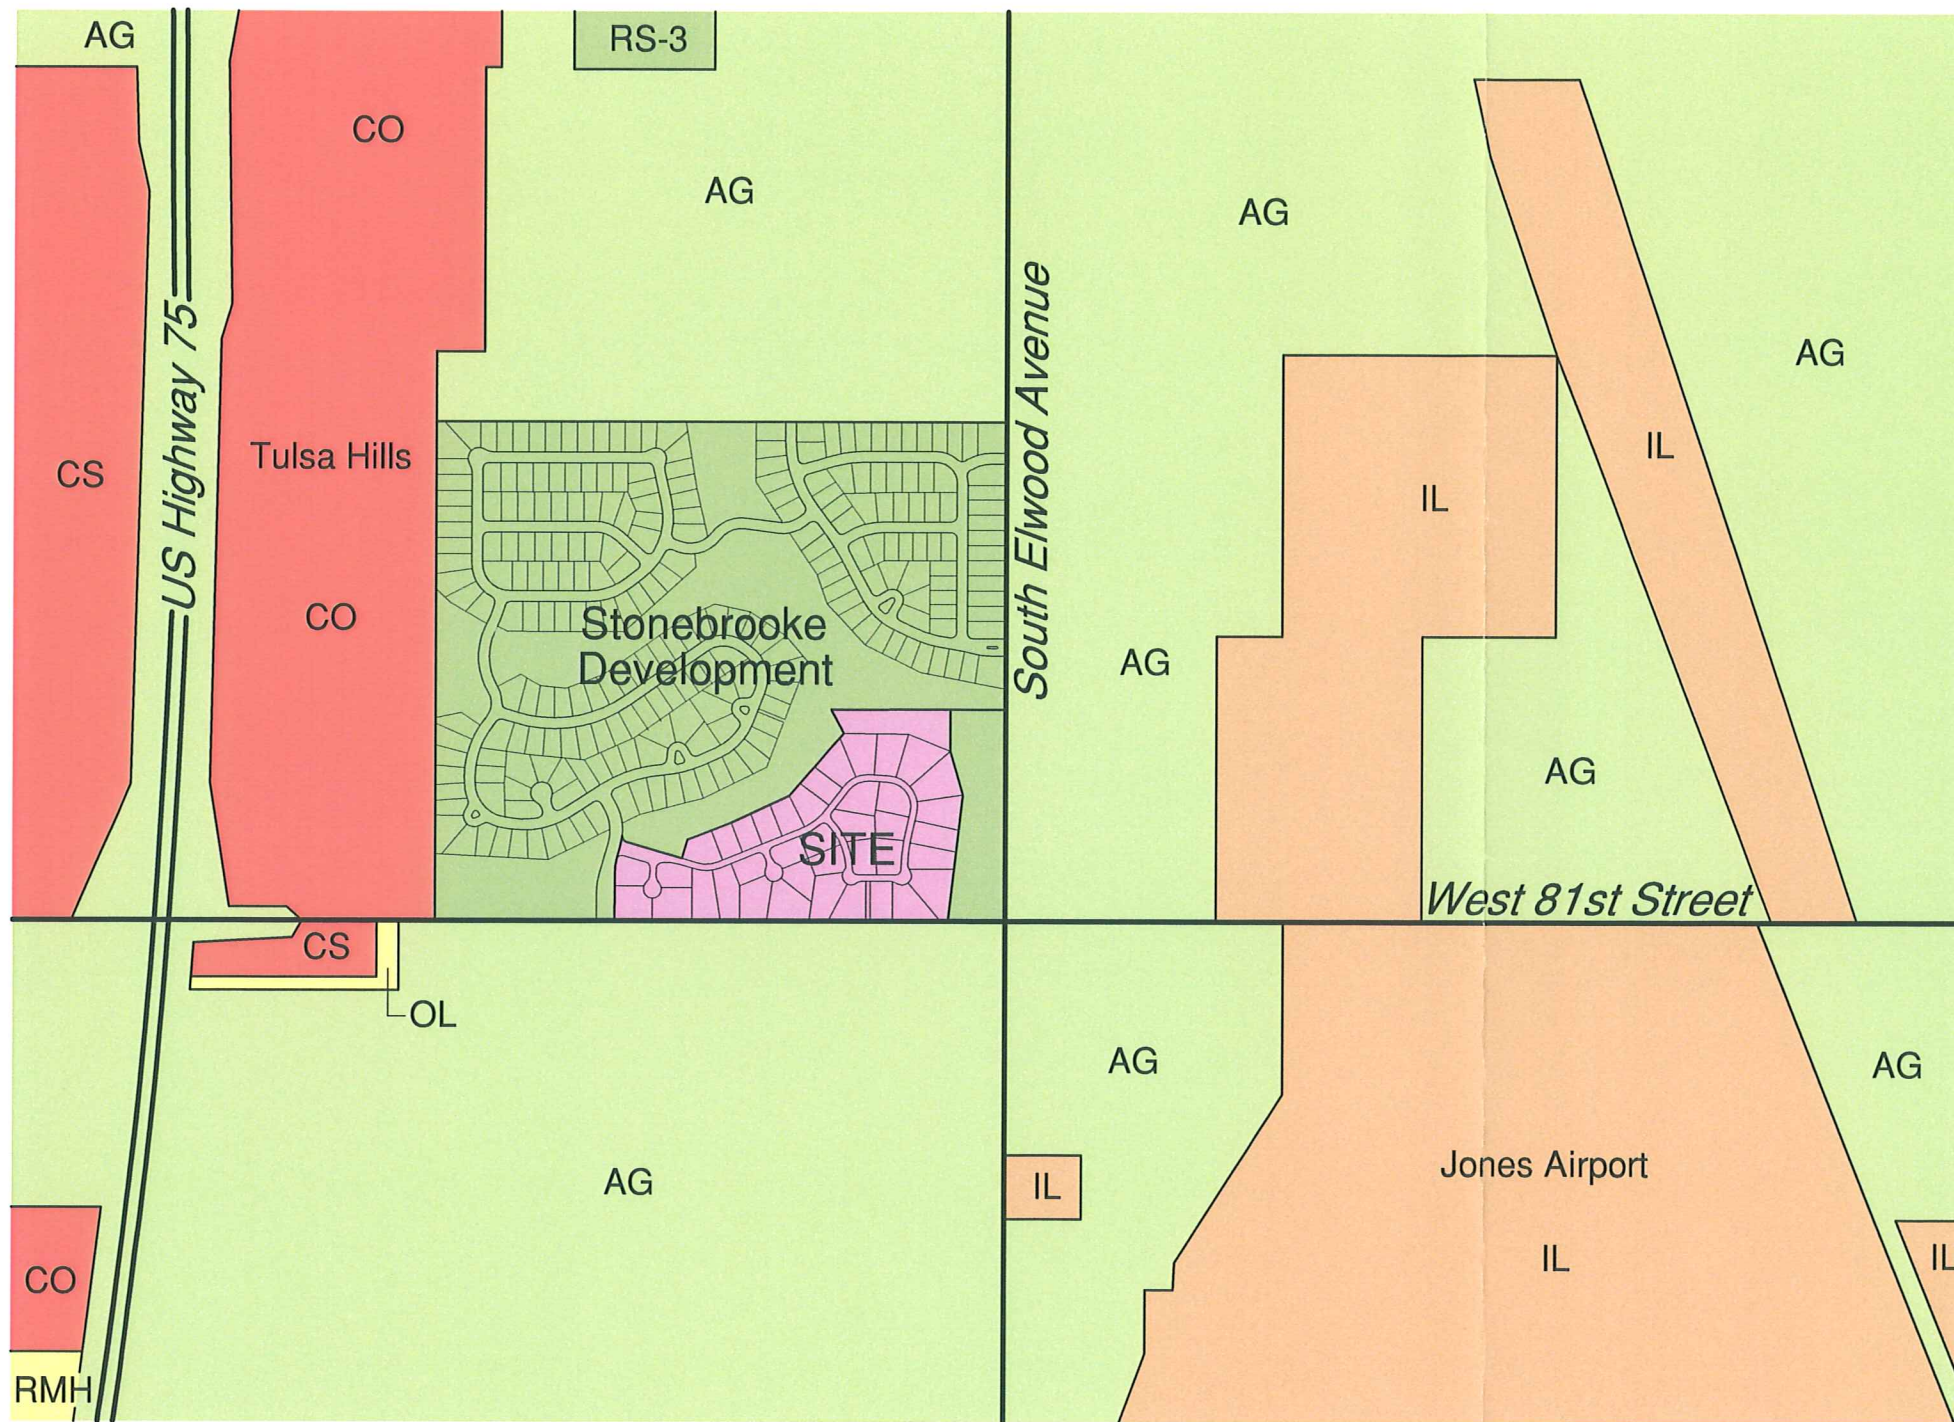 AG
RS-3
CO
AG
AG
South Elwood Avenue
US Highway 75
AG
Tulsa Hills
IL
CS
IL
CO
Stonebrooke
Development
AG
AG
SITE
West 81st Street
CS
OL
AG
AG
Jones Airport
AG
IL
IL
IL
CO
RMH